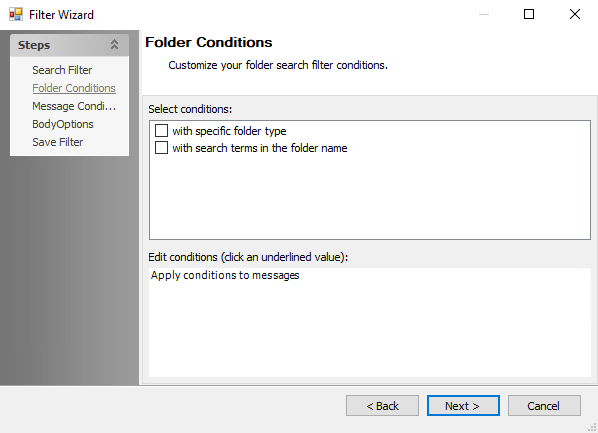 Filter Wizard
Steps
Search Filter
Folder Conditions
Message Condi...
BodyOptions
Save Filter
Folder Conditions
Customize your folder search filter conditions.
Select conditions:
with specific folder type
with search terms in the folder name
Edit conditions (click an underlined value):
Apply conditions to messages
< Back
Next >
Cancel